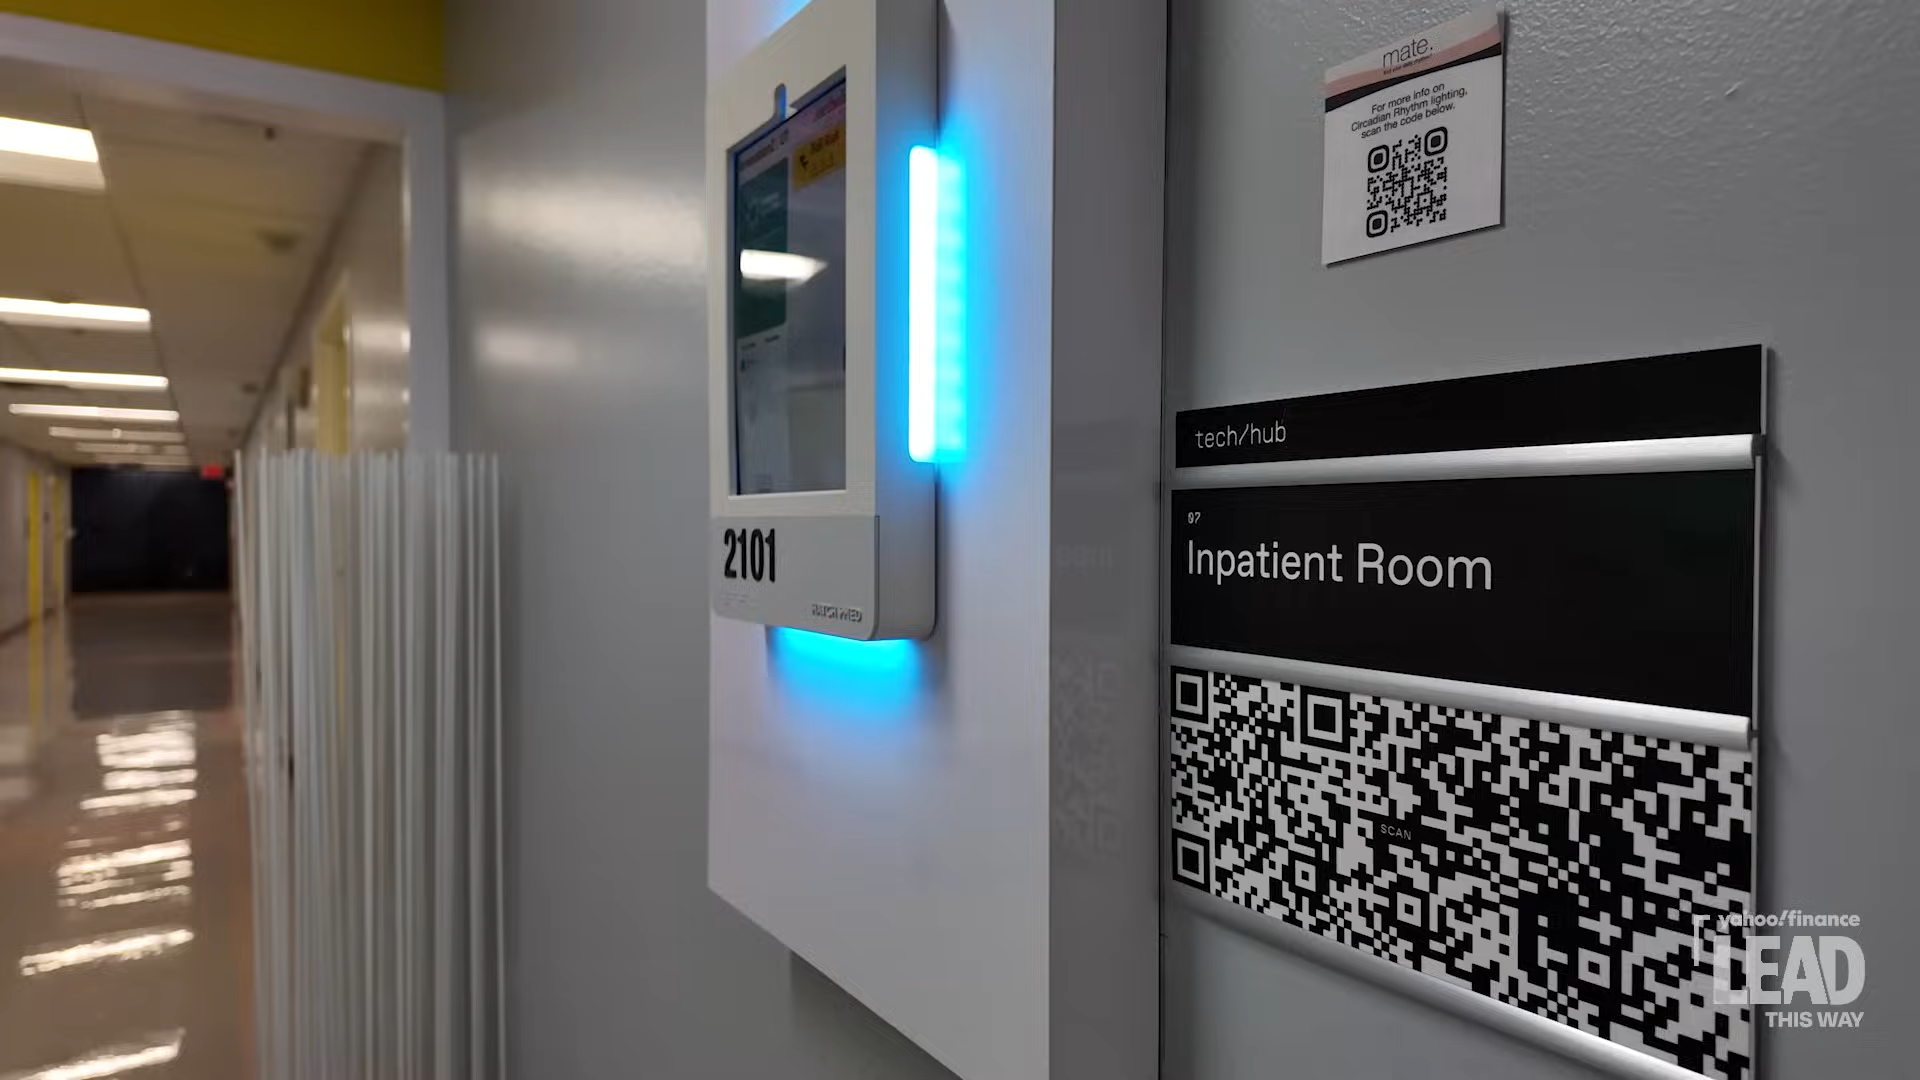 mate.
For more info on
Circadian Rhythm lighting,
scan the code below.
tech/hub
07
Inpatient Room
SCAN
2101
yahoo!finance
LEAD
THIS WAY